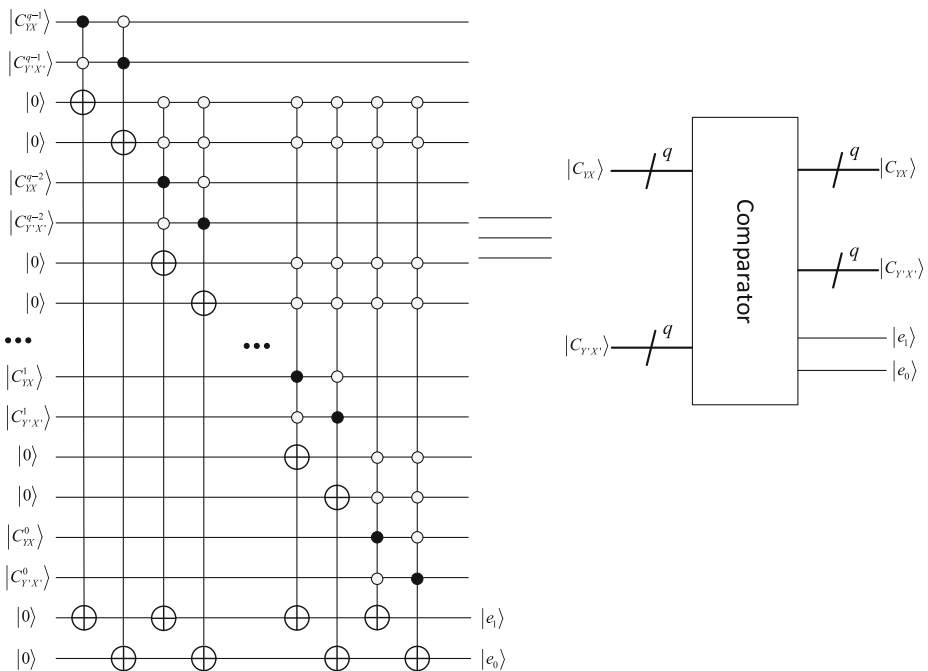 |C_{YX}^{q-1}⟩
|C_{Y'X'}^{q-1}⟩
|0⟩
|0⟩
|C_{YX}^{q-2}⟩
|C_{Y'X'}^{q-2}⟩
|0⟩
|0⟩
•••
•••
|C_{YX}^{1}⟩
|C_{Y'X'}^{1}⟩
|0⟩
|0⟩
|C_{YX}^{0}⟩
|C_{Y'X'}^{0}⟩
|0⟩ |e_1⟩
|0⟩ |e_0⟩
|C_{YX}⟩ q
|C_{Y'X'}⟩ q
Comparator
q |C_{YX}⟩
q |C_{Y'X'}⟩
|e_1⟩
|e_0⟩